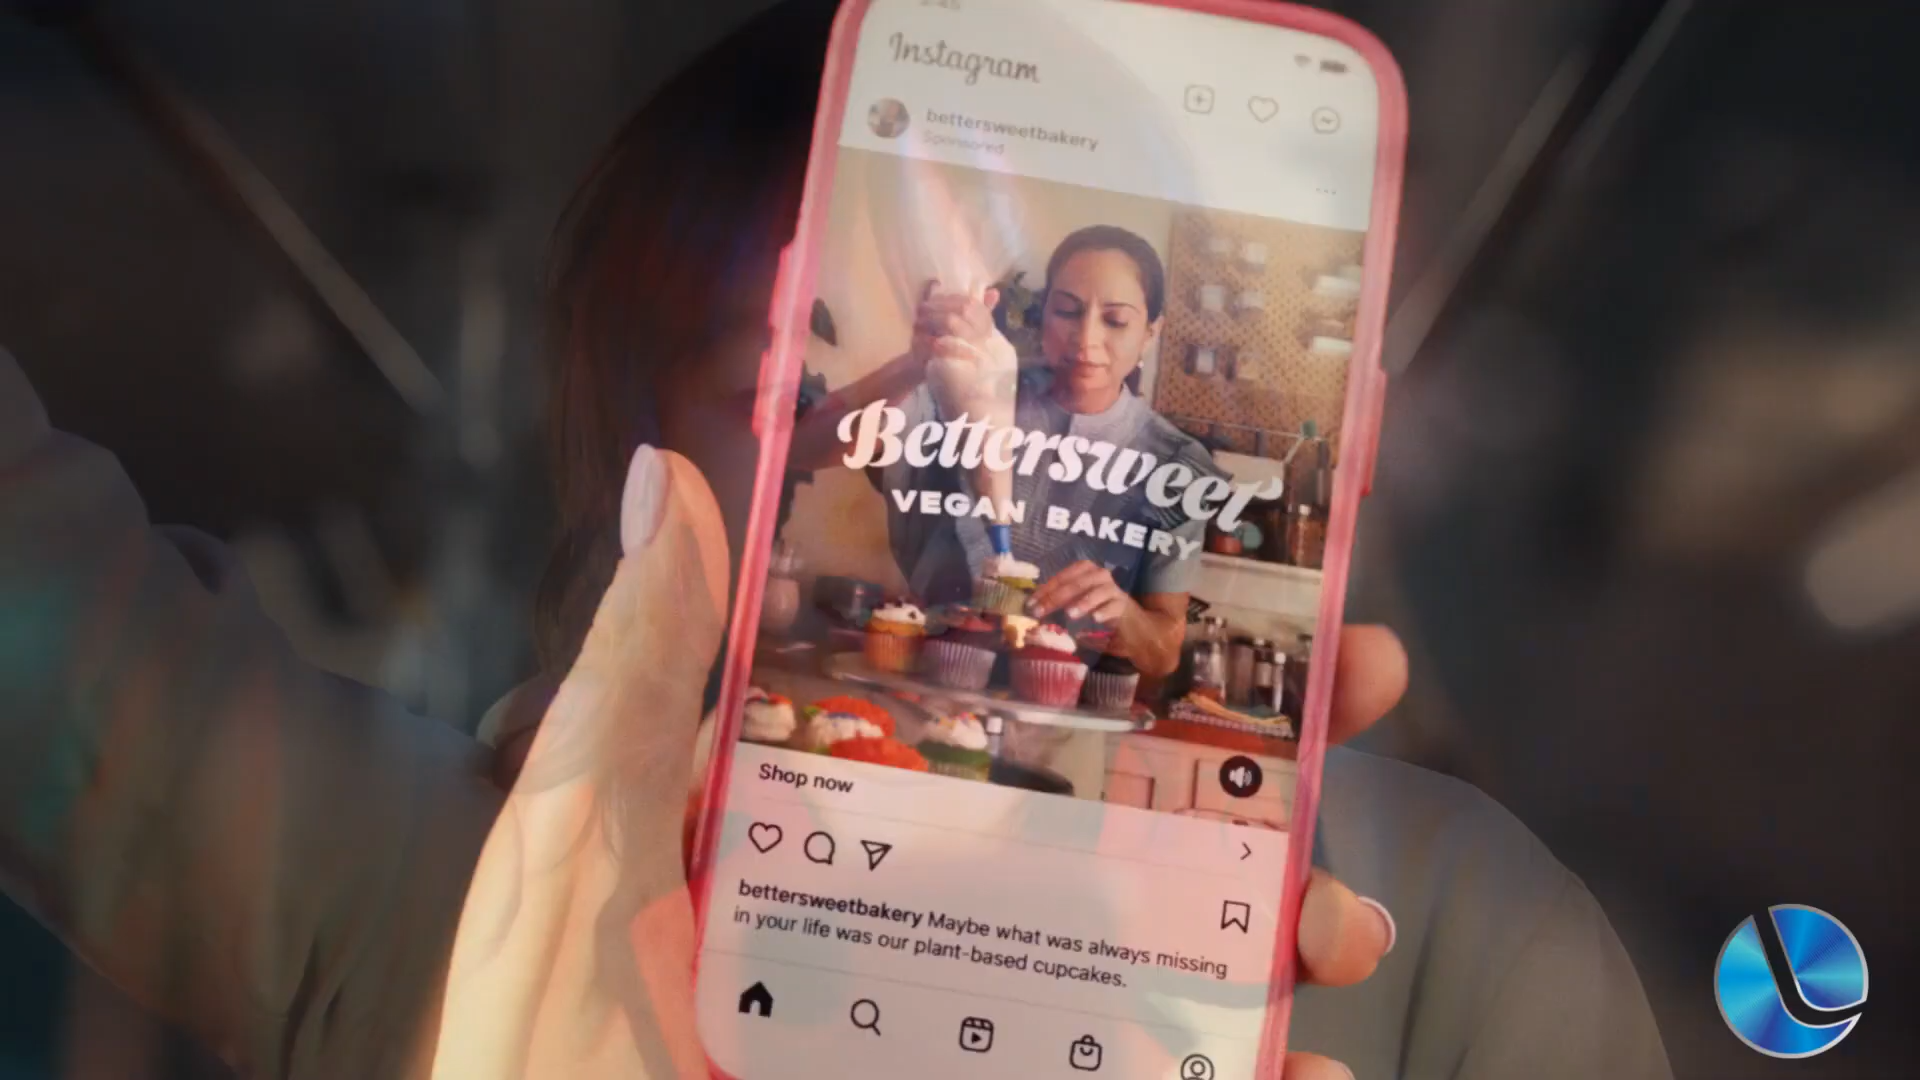 Instagram
bettersweetbakery
Sponsored
Bettersweet
VEGAN BAKERY
Shop now
bettersweetbakery Maybe what was always missing
in your life was our plant-based cupcakes.